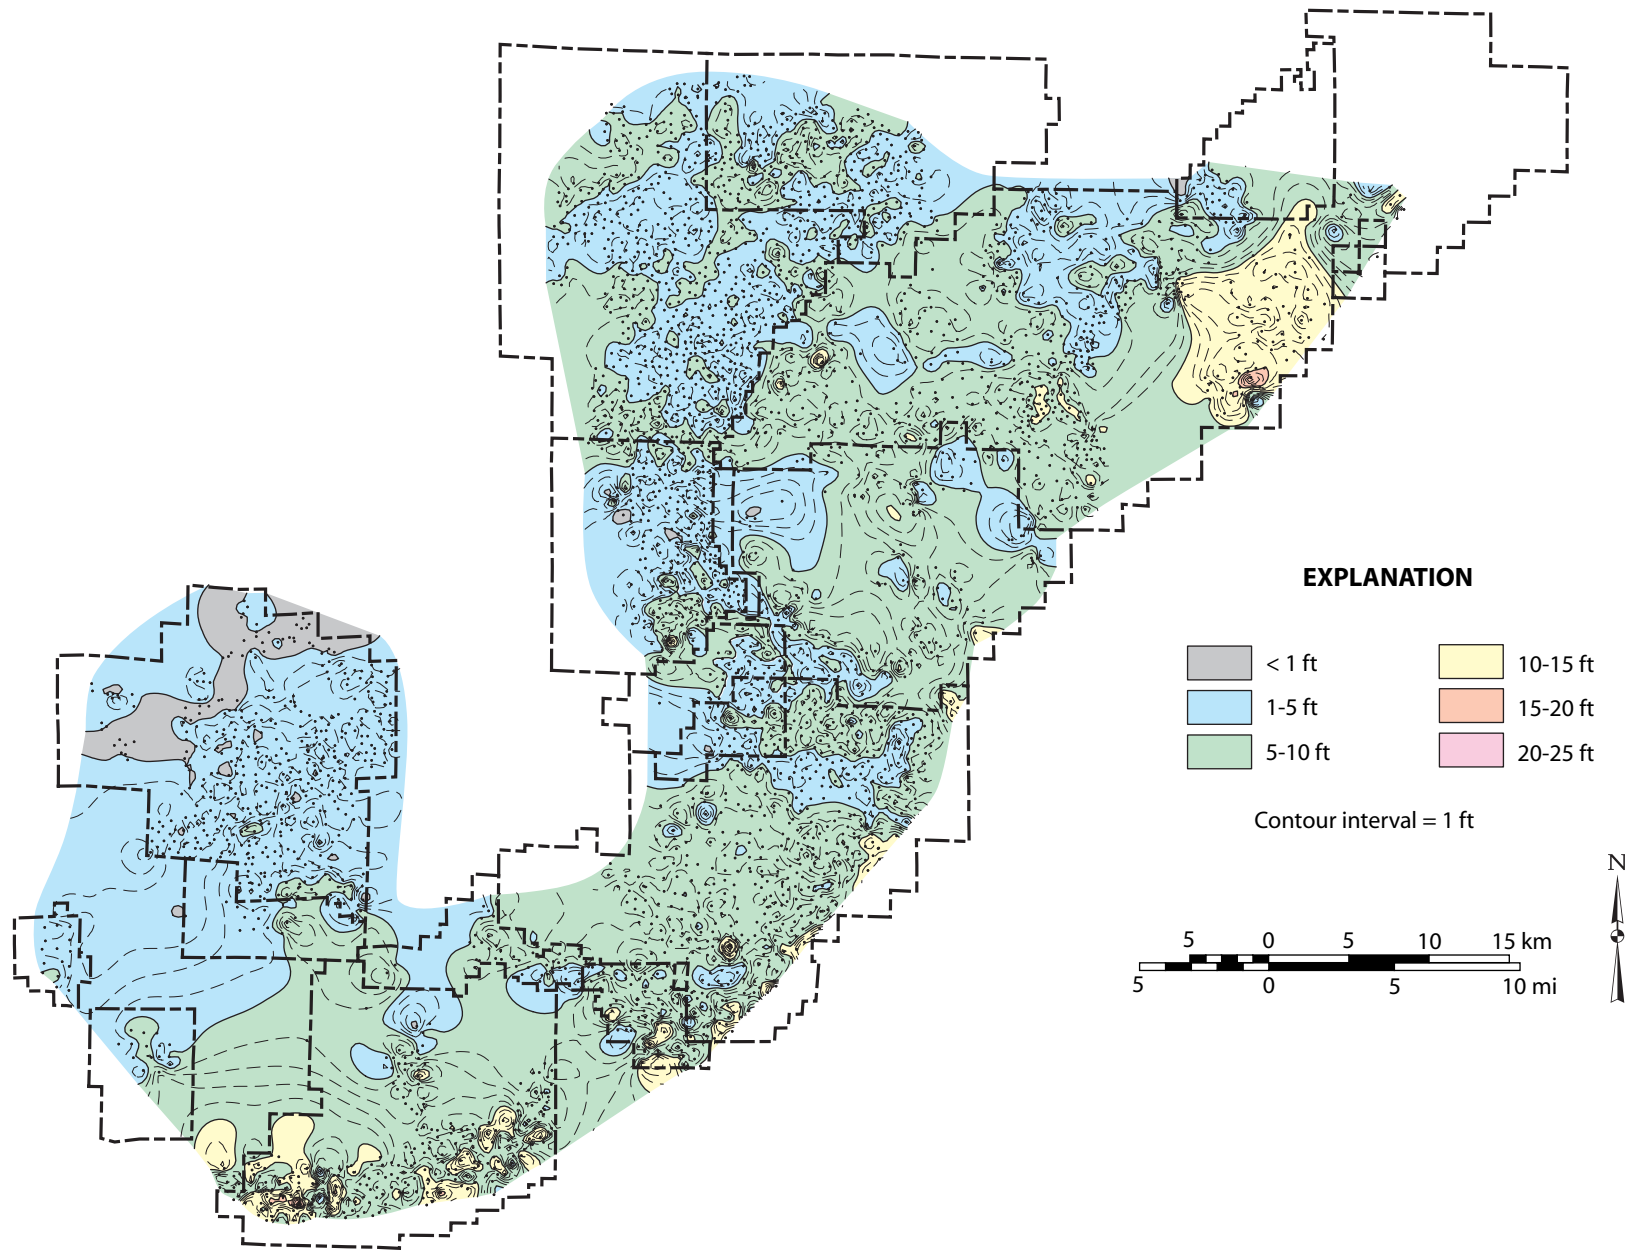 EXPLANATION
< 1 ft
10-15 ft
1-5 ft
15-20 ft
5-10 ft
20-25 ft
Contour interval = 1 ft
N
5 0 5 10 15 km
5 0 5 10 mi